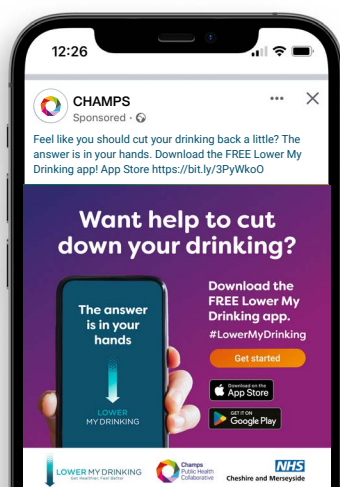 12:26
CHAMPS
Sponsored ·
Feel like you should cut your drinking back a little? The
answer is in your hands. Download the FREE Lower My
Drinking app! App Store https://bit.ly/3PyWkoO
Want help to cut
down your drinking?
The answer
is in your
hands
LOWER
MY DRINKING
Download the
FREE Lower My
Drinking app.
#LowerMyDrinking
Get started
Download on the
App Store
GET IT ON
Google Play
LOWER MY DRINKING
Get Healthier, Feel Better
Champs
Public Health
Collaborative
NHS
Cheshire and Merseyside